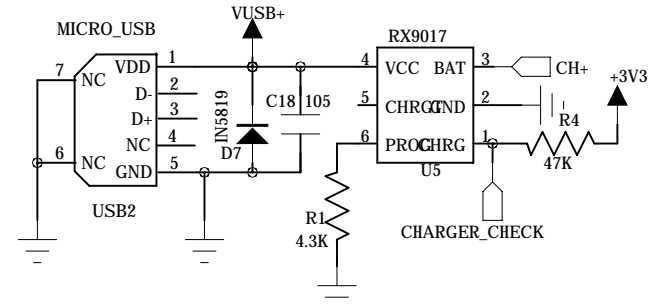 VUSB+
MICRO_USB
RX9017
7
NC
VDD
1
4
VCC
BAT
3
CH+
+3V3
D-
2
C18
105
5
2
GND
D+
3
IN5819
R4
NC
4
6
PROG
CHRG
1
6
NC
GND
5
D7
U5
47K
USB2
R1
4.3K
CHARGER_CHECK